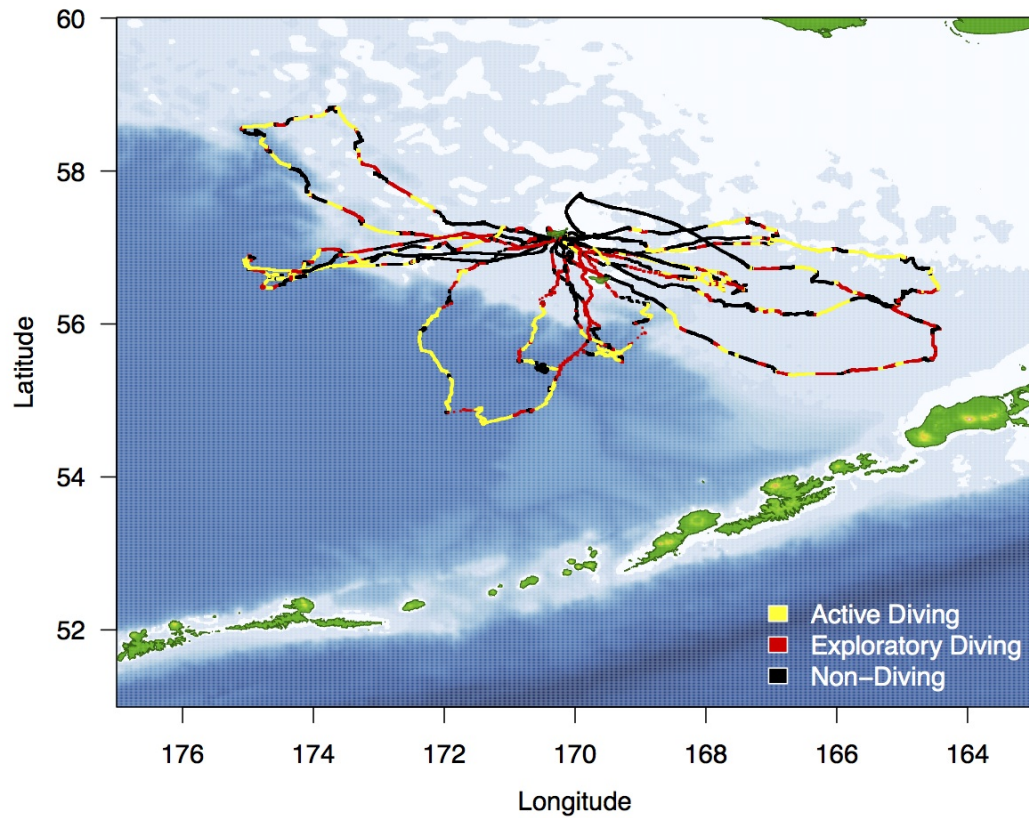 60
58
56
54
52
Latitude
Active Diving
Exploratory Diving
Non−Diving
176 174 172 170 168 166 164
Longitude